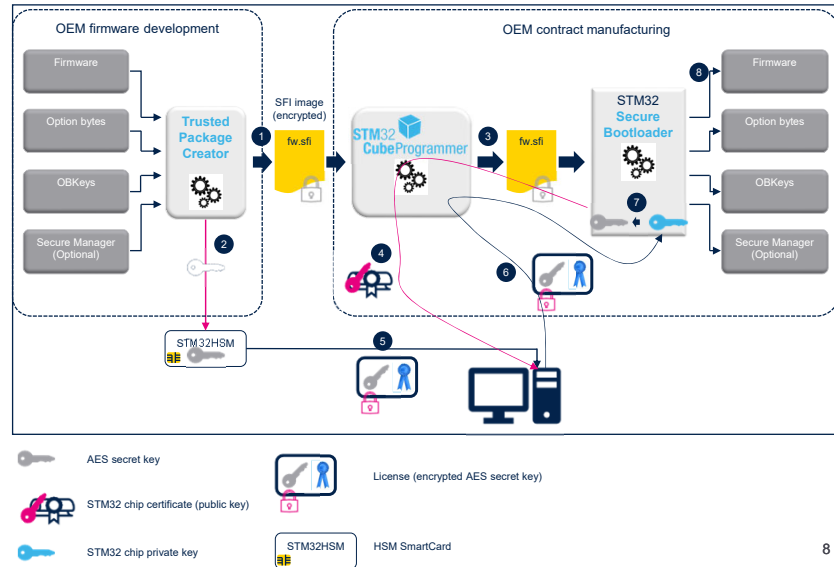 OEM firmware development
OEM contract manufacturing
Firmware
Option bytes
OBKeys
Secure Manager
(Optional)
Trusted
Package
Creator
1
SFI image
(encrypted)
fw.sfi
STM32
CubeProgrammer
3
fw.sfi
STM32
Secure
Bootloader
7
8
Firmware
Option bytes
OBKeys
Secure Manager
(Optional)
2
4
6
STM32HSM
5
AES secret key
STM32 chip certificate (public key)
STM32 chip private key
License (encrypted AES secret key)
STM32HSM
HSM SmartCard
8